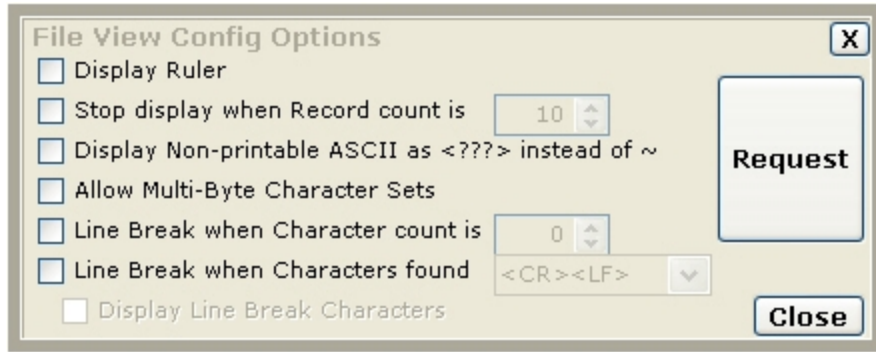 File View Config Options X
Display Ruler
Stop display when Record count is 10
Display Non-printable ASCII as <???> instead of ~
Request
Allow Multi-Byte Character Sets
Line Break when Character count is 0
Line Break when Characters found <CR><LF>
Display Line Break Characters
Close